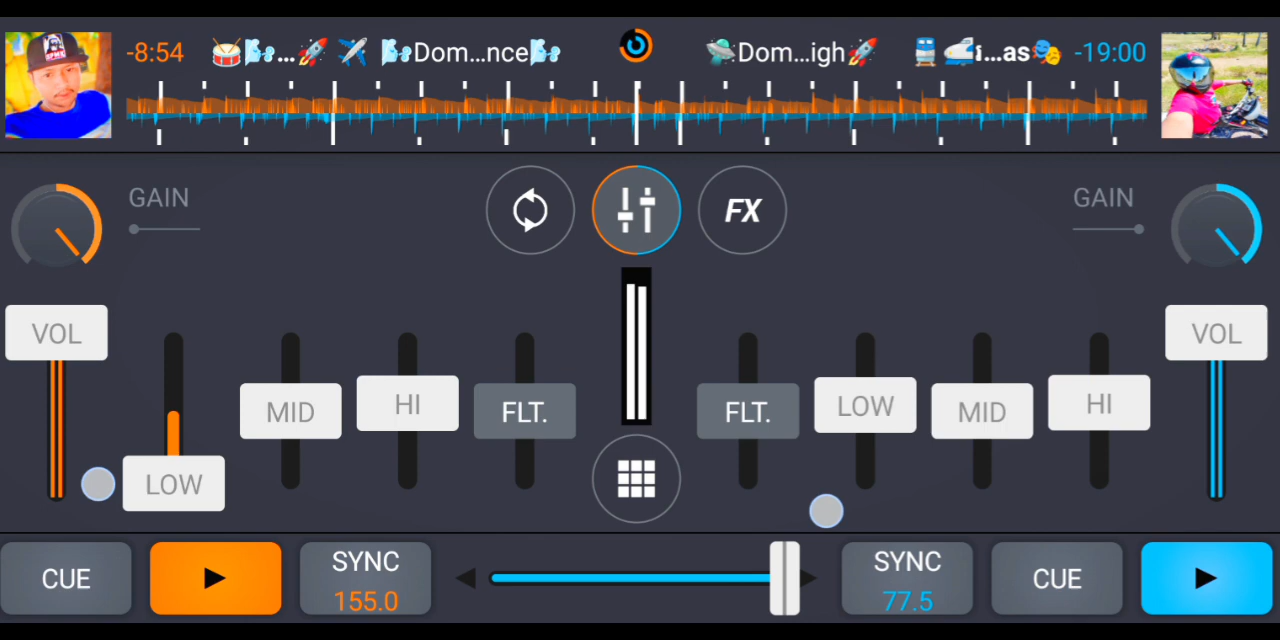 -8:54 🥁🌬️...🚀 ✈️ 🌬️Dom...nce🌬️ 🛸Dom...igh🚀 🚆 🚅í...as🎭 -19:00
GAIN
FX
GAIN
VOL
LOW
MID
HI
FLT.
FLT.
LOW
MID
HI
VOL
CUE
SYNC
155.0
SYNC
77.5
CUE